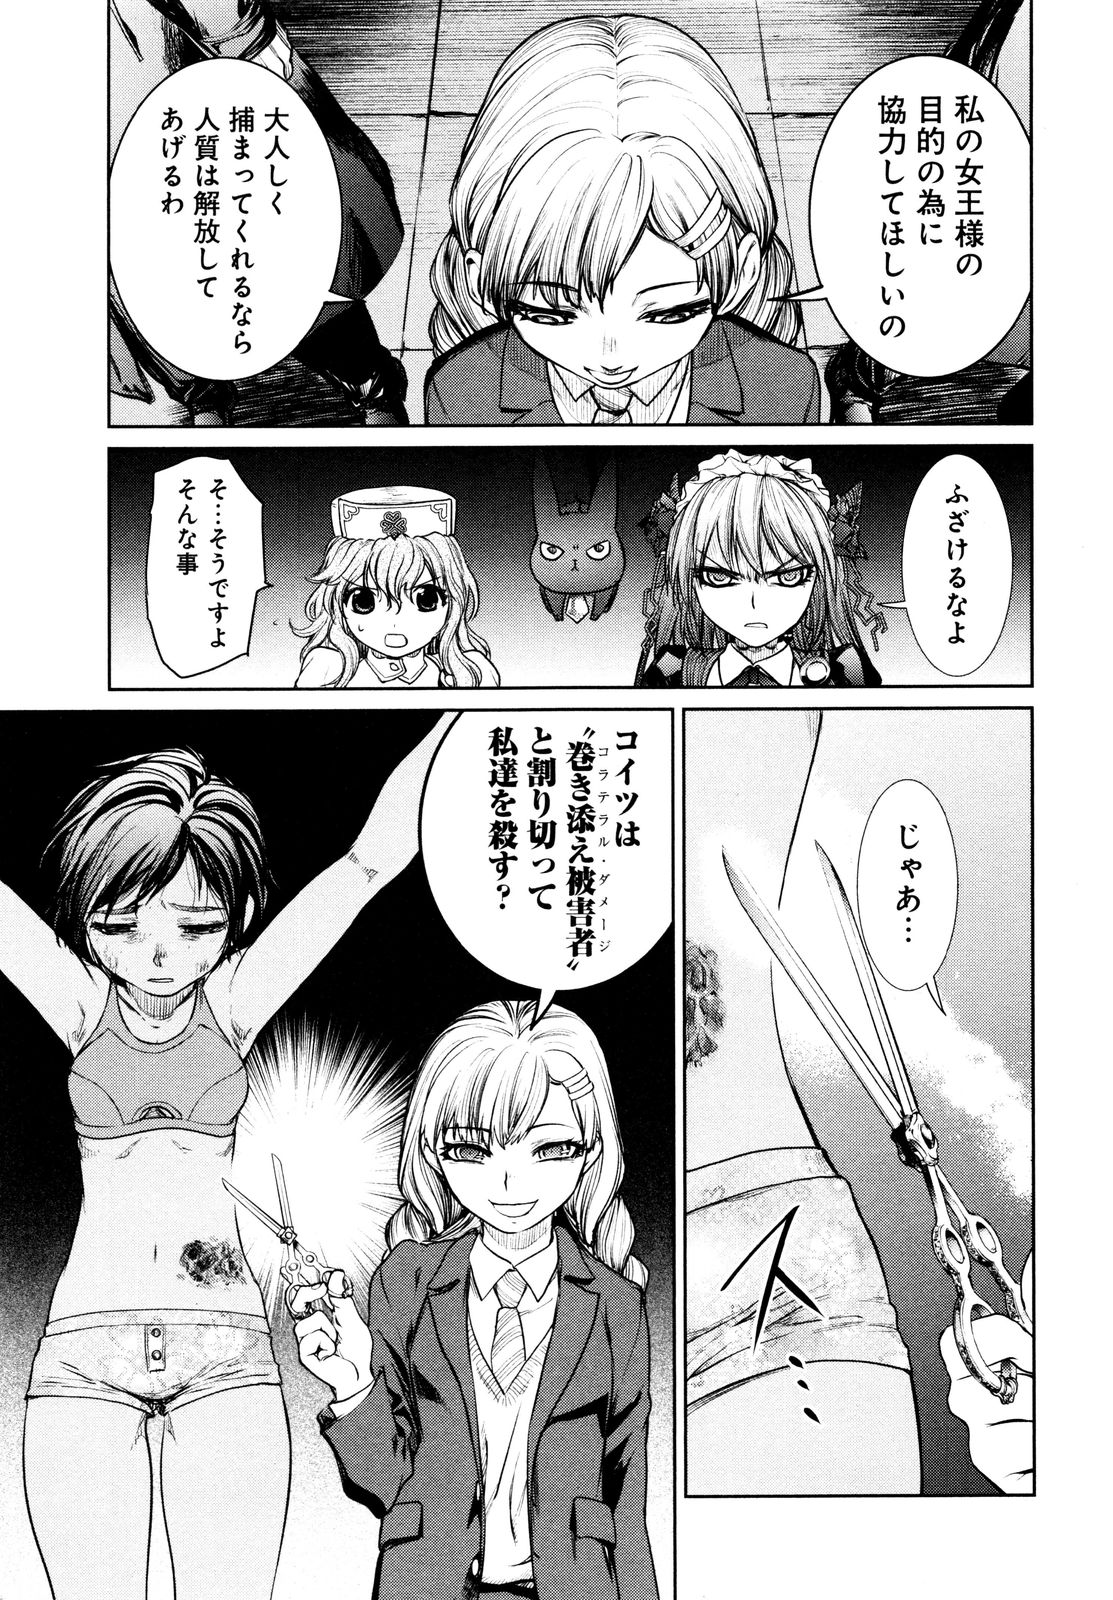 私の女王様の
目的の為に
協力してほしいの
大人しく
捕まってくれるなら
人質は解放して
あげるわ
ふざけるなよ
そ…そうですよ
そんな事
じゃあ…
ス…
コイツは
〝巻き添え被害者〟
コラテラル・ダメージ
と割り切って
私達を殺す?